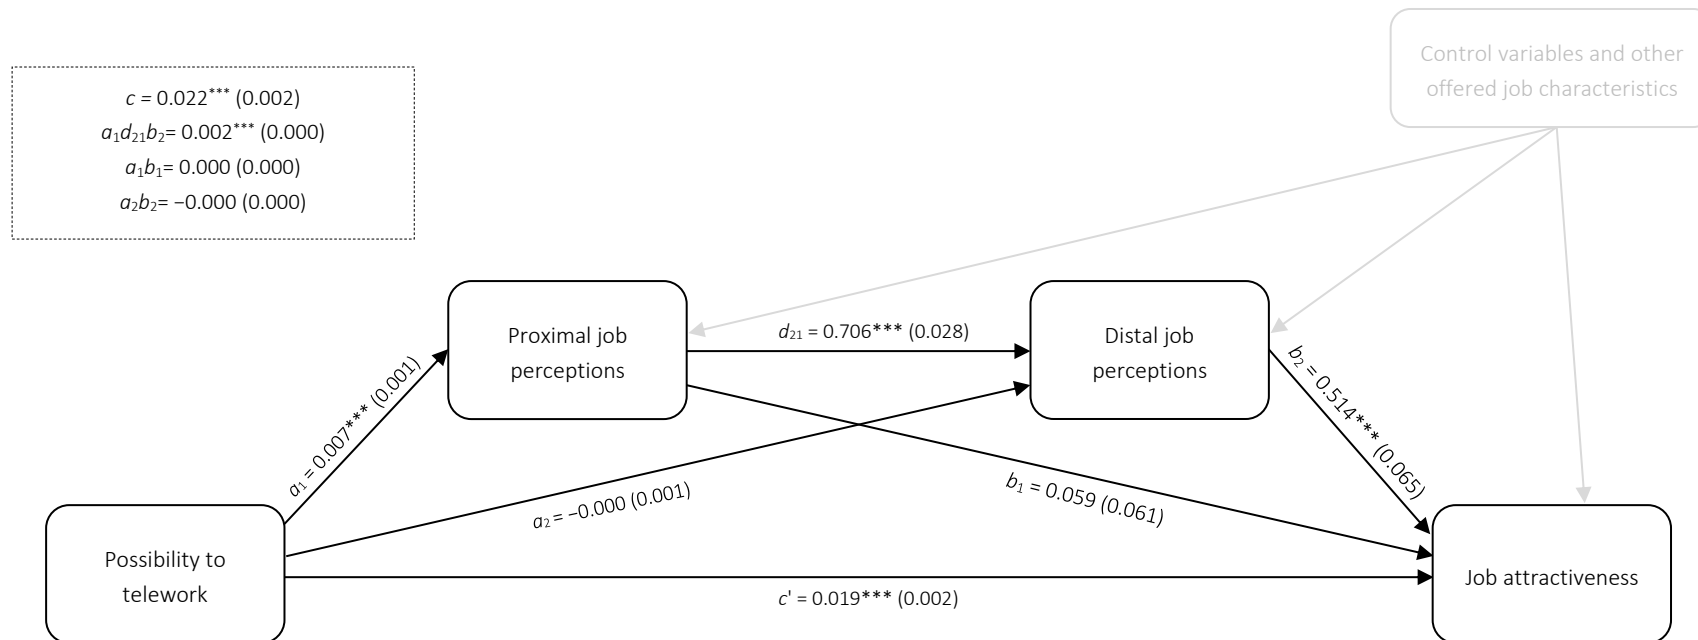 Control variables and other
offered job characteristics
c = 0.022*** (0.002)
a₁d₂₁b₂= 0.002*** (0.000)
a₁b₁= 0.000 (0.000)
a₂b₂= −0.000 (0.000)
Proximal job
perceptions
d₂₁ = 0.706*** (0.028)
Distal job
perceptions
a₁ = 0.007*** (0.001)
b₂ = 0.514*** (0.065)
a₂ = −0.000 (0.001)
b₁ = 0.059 (0.061)
Possibility to
telework
c' = 0.019*** (0.002)
Job attractiveness